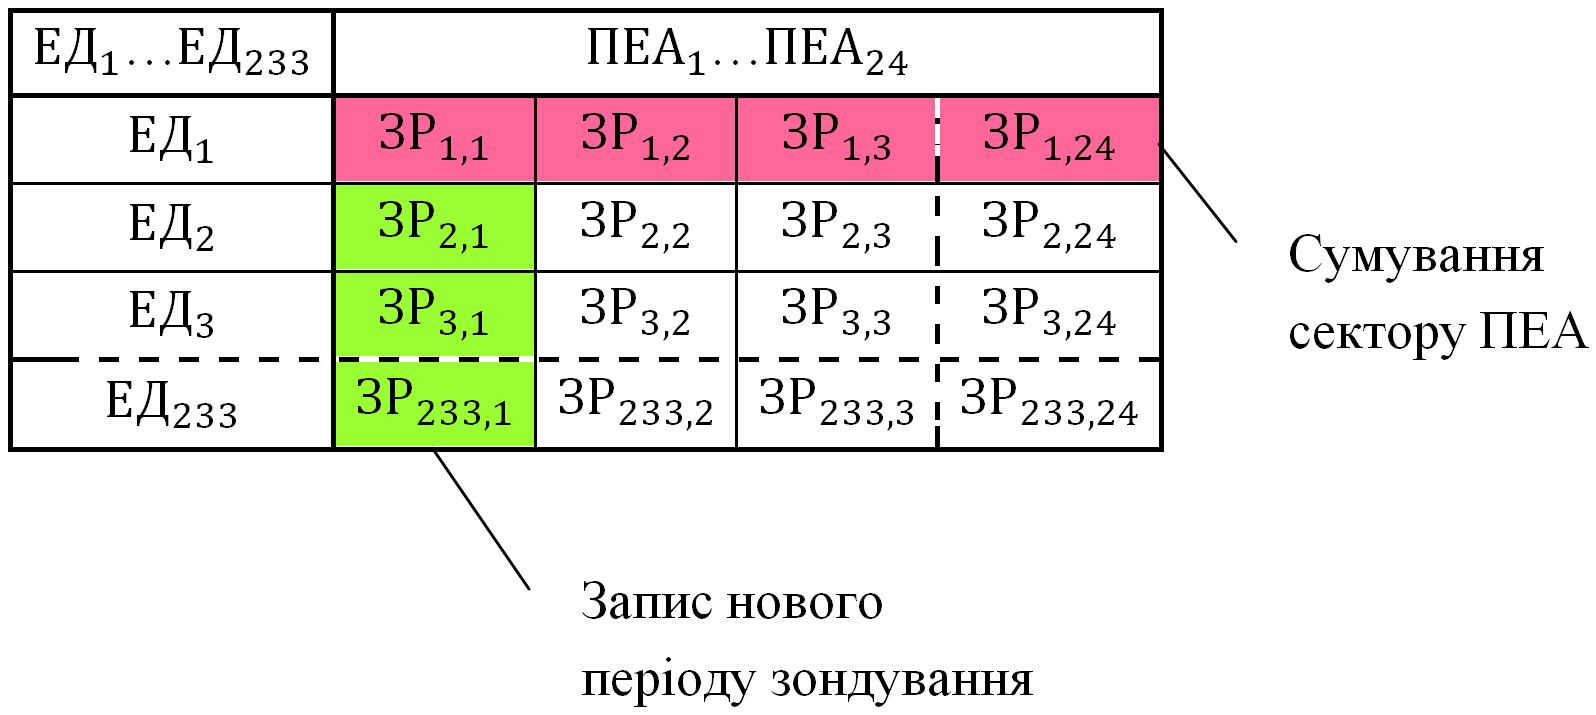 ЕД₁…ЕД₂₃₃ ПЕА₁…ПЕА₂₄
ЕД₁ ЗР₁,₁ ЗР₁,₂ ЗР₁,₃ ЗР₁,₂₄
ЕД₂ ЗР₂,₁ ЗР₂,₂ ЗР₂,₃ ЗР₂,₂₄
ЕД₃ ЗР₃,₁ ЗР₃,₂ ЗР₃,₃ ЗР₃,₂₄
ЕД₂₃₃ ЗР₂₃₃,₁ ЗР₂₃₃,₂ ЗР₂₃₃,₃ ЗР₂₃₃,₂₄
Сумування
сектору ПЕА
Запис нового
періоду зондування